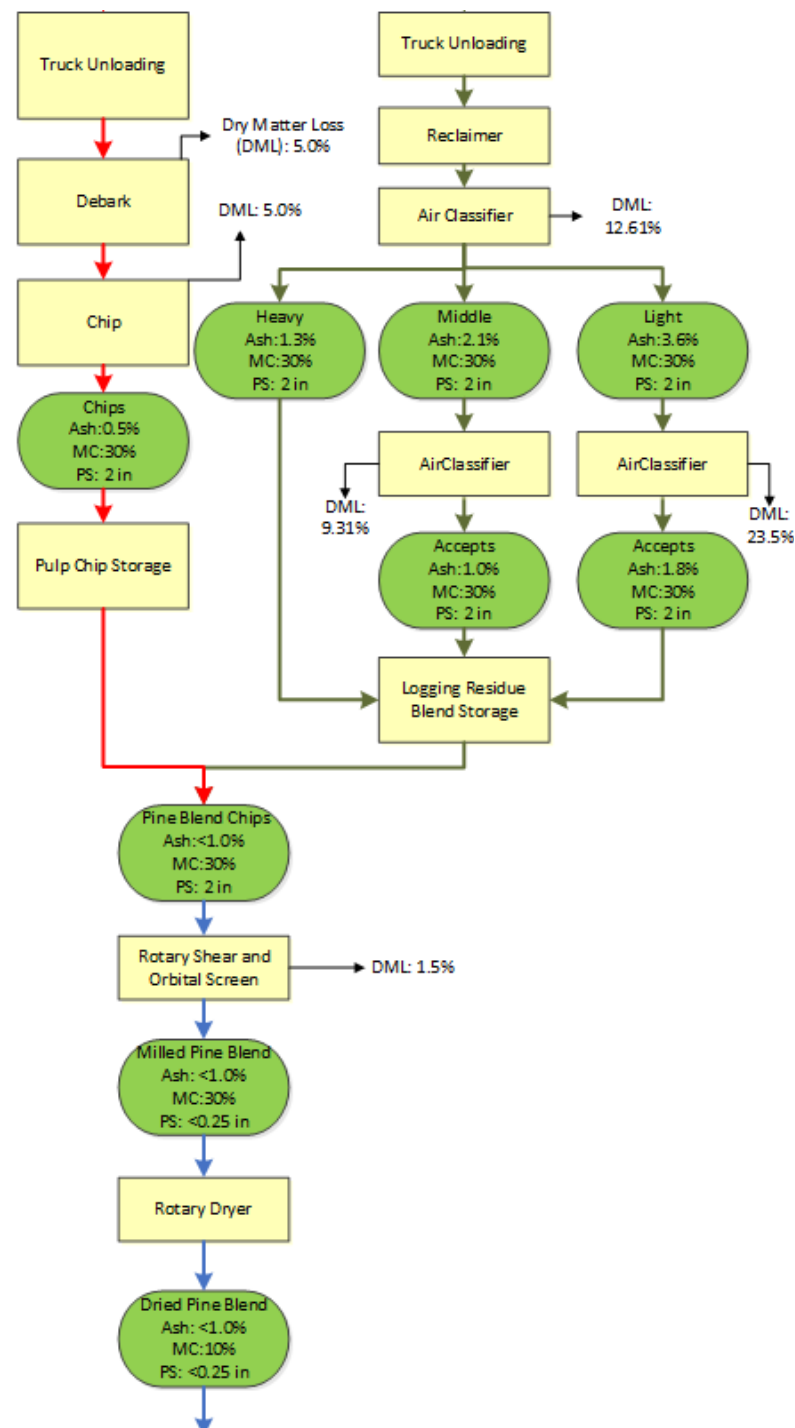 Truck Unloading
Dry Matter Loss
(DML): 5.0%
Debark
DML: 5.0%
Chip
Chips
Ash:0.5%
MC:30%
PS: 2 in
Pulp Chip Storage
Truck Unloading
Reclaimer
Air Classifier
DML:
12.61%
Heavy
Ash:1.3%
MC:30%
PS: 2 in
Middle
Ash:2.1%
MC:30%
PS: 2 in
Light
Ash:3.6%
MC:30%
PS: 2 in
AirClassifier
DML:
9.31%
AirClassifier
DML:
23.5%
Accepts
Ash:1.0%
MC:30%
PS: 2 in
Accepts
Ash:1.8%
MC:30%
PS: 2 in
Logging Residue
Blend Storage
Pine Blend Chips
Ash:<1.0%
MC:30%
PS: 2 in
Rotary Shear and
Orbital Screen
DML: 1.5%
Milled Pine Blend
Ash: <1.0%
MC:30%
PS: <0.25 in
Rotary Dryer
Dried Pine Blend
Ash: <1.0%
MC:10%
PS: <0.25 in